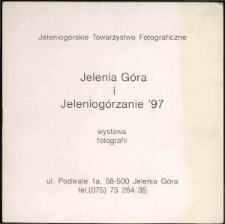 Jeleniogórskie Towarzystwo Fotograficzne
Jelenia Góra
i
Jeleniogórzanie '97
wystawa
fotografii
ul. Podwale 1a, 58-500 Jelenia Góra
tel.(075) 75 264 35